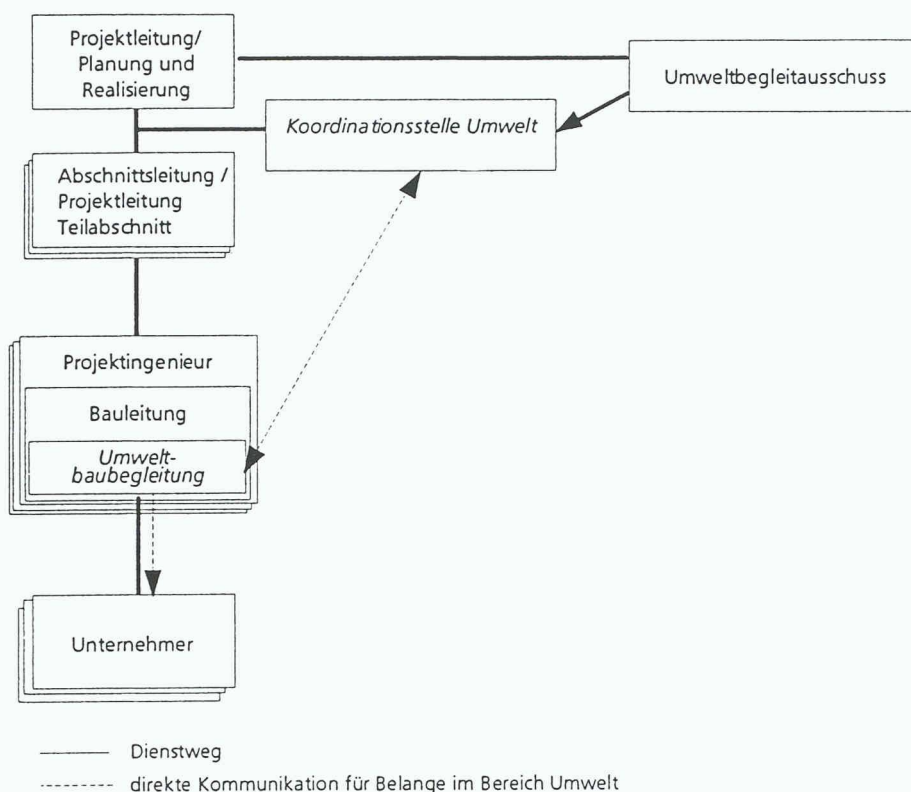 Projektleitung/
Planung und
Realisierung
Umweltbegleitausschuss
Koordinationsstelle Umwelt
Abschnittsleitung /
Projektleitung
Teilabschnitt
Projektingenieur
Bauleitung
Umwelt-
baubegleitung
Unternehmer
Dienstweg
direkte Kommunikation für Belange im Bereich Umwelt